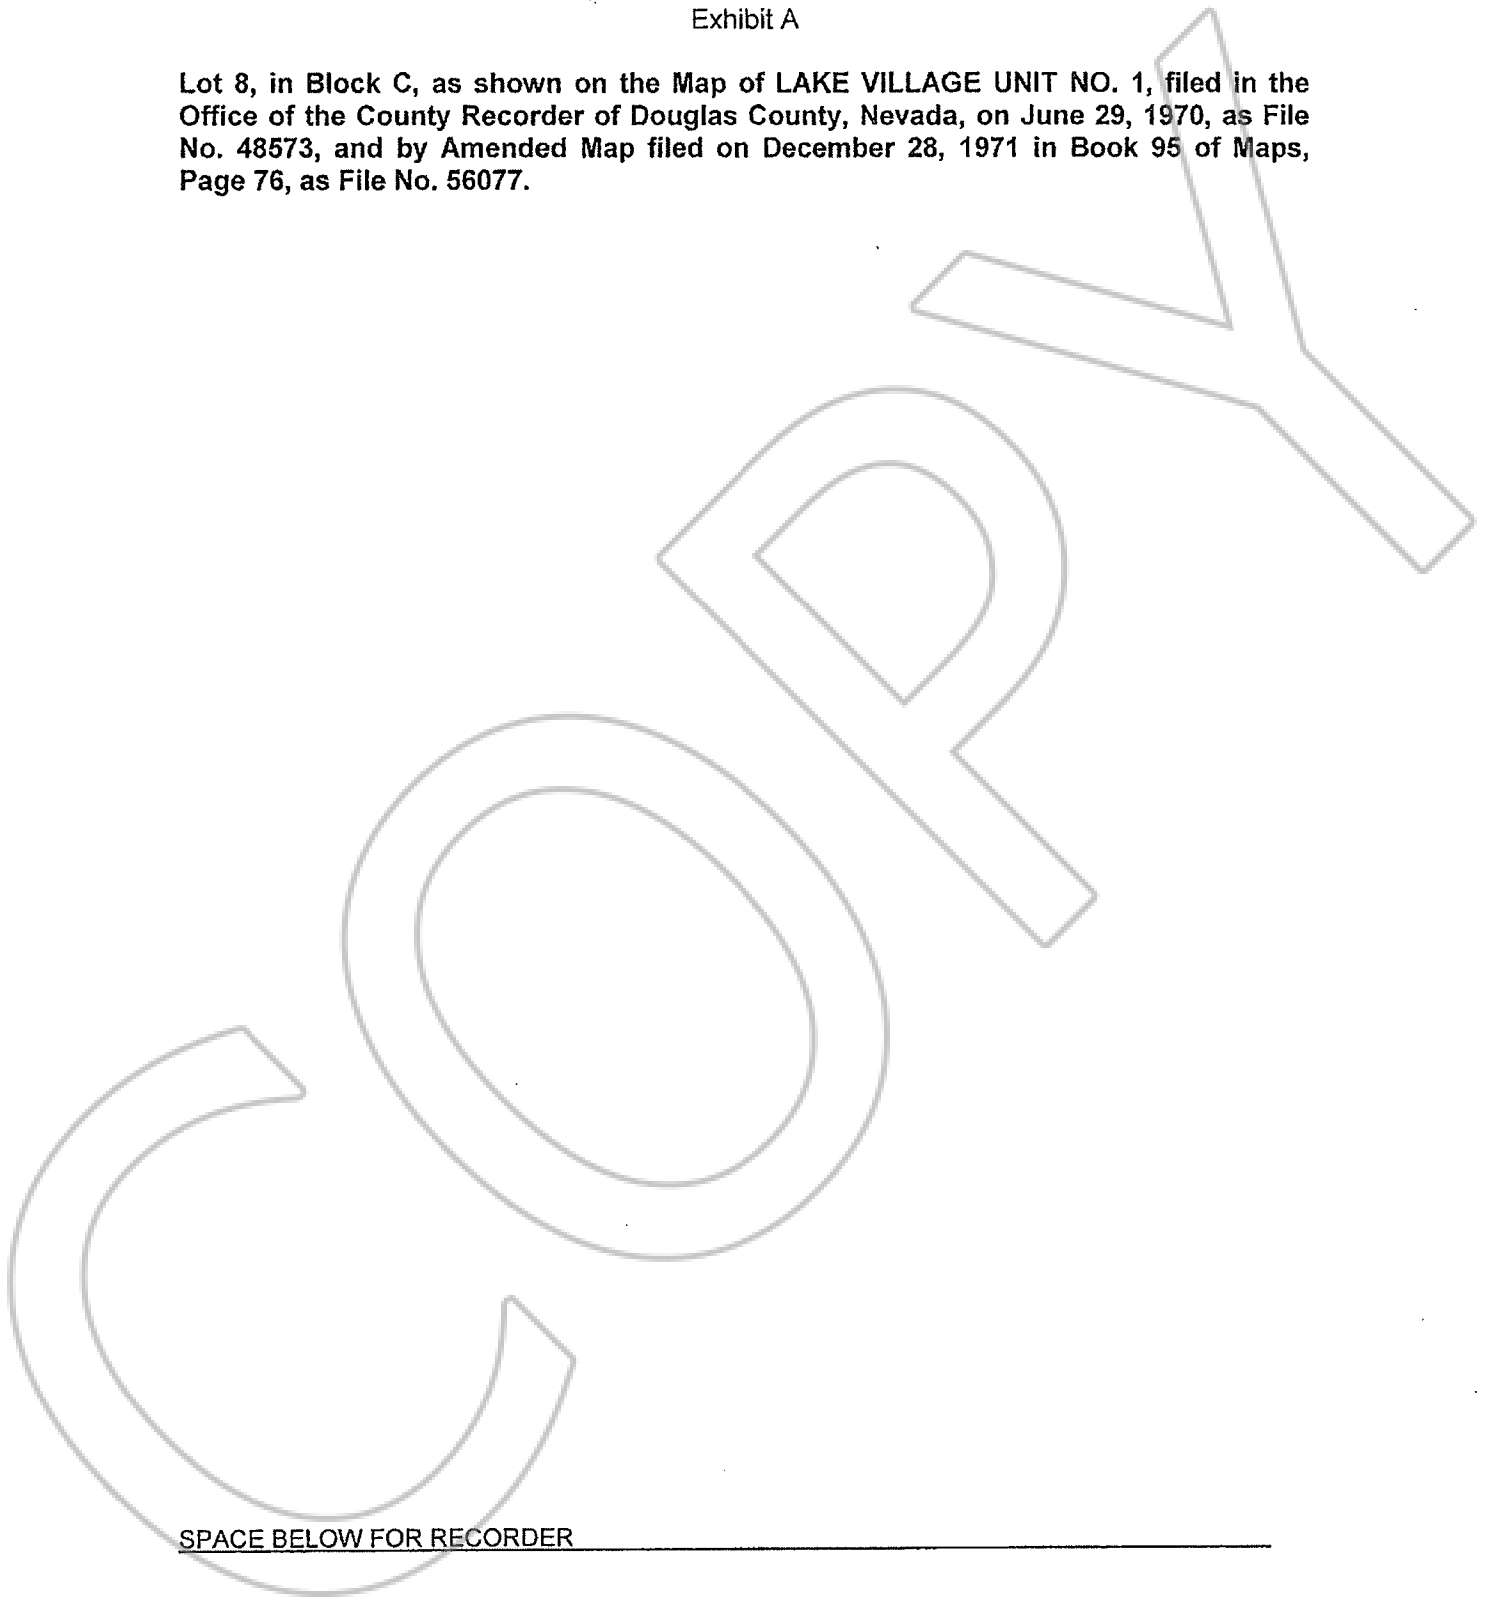 Exhibit A
Lot 8, in Block C, as shown on the Map of LAKE VILLAGE UNIT NO. 1, filed in the
Office of the County Recorder of Douglas County, Nevada, on June 29, 1970, as File
No. 48573, and by Amended Map filed on December 28, 1971 in Book 95 of Maps,
Page 76, as File No. 56077.
COPY
SPACE BELOW FOR RECORDER